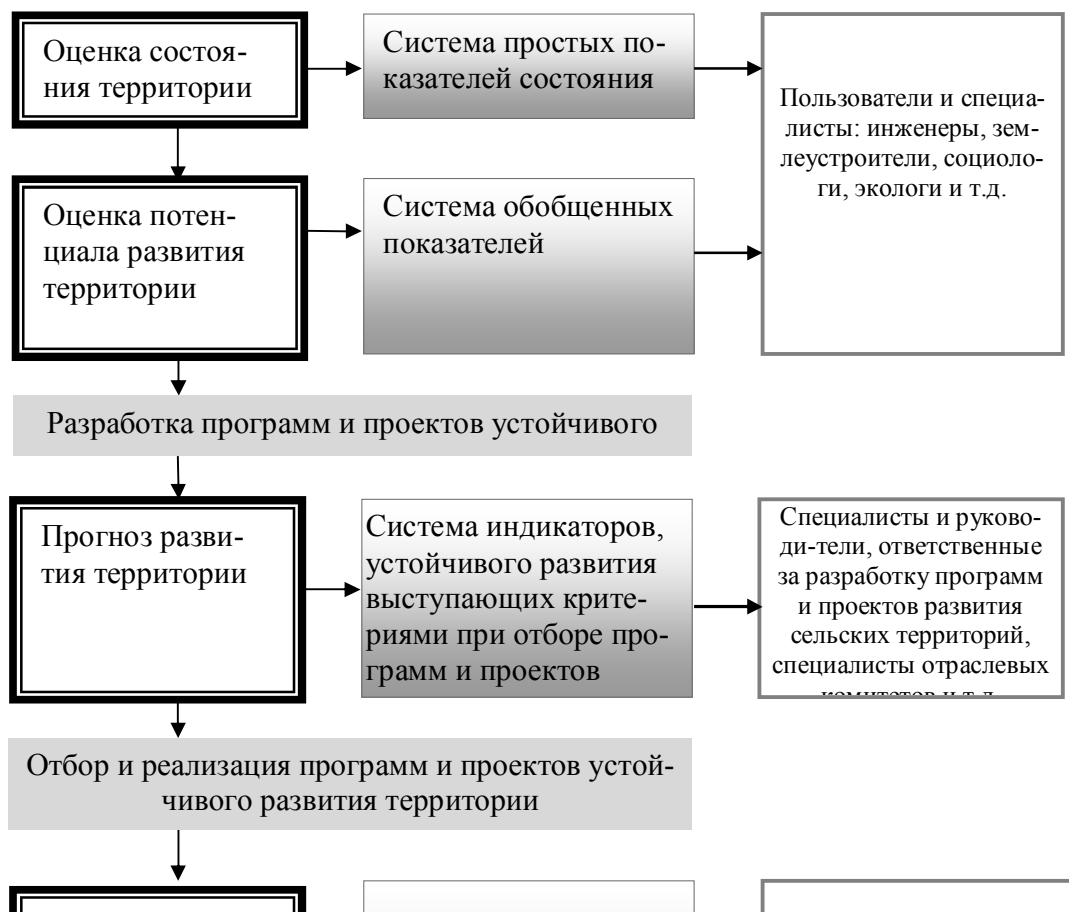 Оценка состоя-
ния территории
Система простых по-
казателей состояния
Пользователи и специа-
листы: инженеры, зем-
леустроители, социоло-
ги, экологи и т.д.
Оценка потен-
циала развития
территории
Система обобщенных
показателей
Разработка программ и проектов устойчивого
Прогноз разви-
тия территории
Система индикаторов,
устойчивого развития
выступающих крите-
риями при отборе про-
грамм и проектов
Специалисты и руково-
ди-тели, ответственные
за разработку программ
и проектов развития
сельских территорий,
специалисты отраслевых
комитетов и т.д.
Отбор и реализация программ и проектов устой-
чивого развития территории